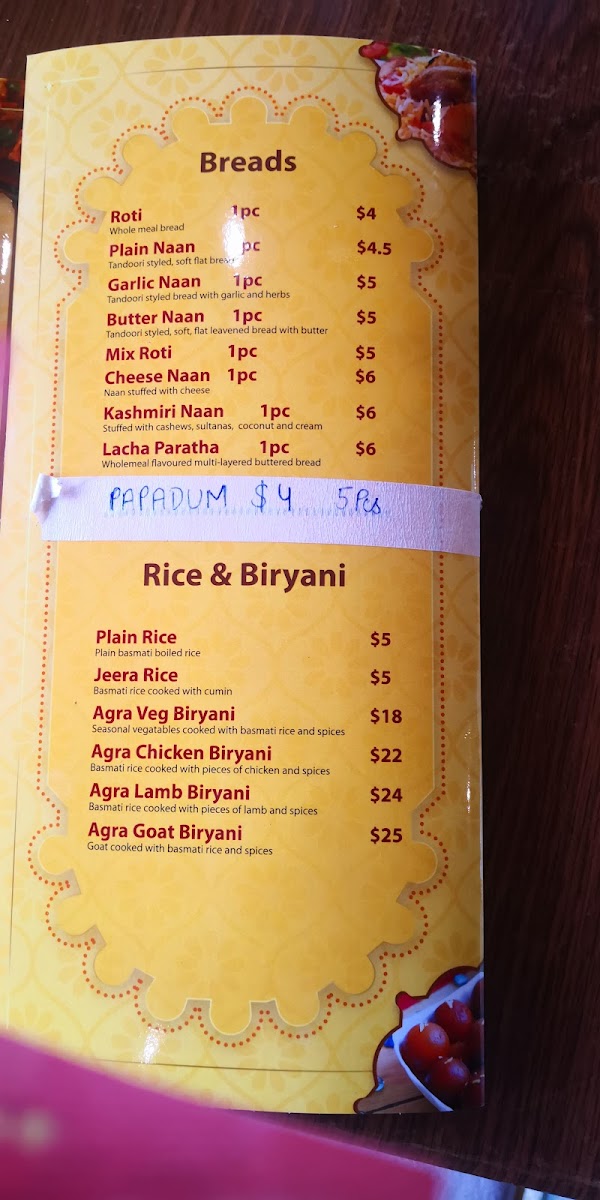 Breads
Roti 1pc $4
Whole meal bread
Plain Naan pc $4.5
Tandoori styled, soft flat bread
Garlic Naan 1pc $5
Tandoori styled bread with garlic and herbs
Butter Naan 1pc $5
Tandoori styled, soft, flat leavened bread with butter
Mix Roti 1pc $5
Cheese Naan 1pc $6
Naan stuffed with cheese
Kashmiri Naan 1pc $6
Stuffed with cashews, sultanas, coconut and cream
Lacha Paratha 1pc $6
Wholemeal flavoured multi-layered buttered bread
PAPADUM $4 5Pcs
Rice & Biryani
Plain Rice $5
Plain basmati boiled rice
Jeera Rice $5
Basmati rice cooked with cumin
Agra Veg Biryani $18
Seasonal vegatables cooked with basmati rice and spices
Agra Chicken Biryani $22
Basmati rice cooked with pieces of chicken and spices
Agra Lamb Biryani $24
Basmati rice cooked with pieces of lamb and spices
Agra Goat Biryani $25
Goat cooked with basmati rice and spices